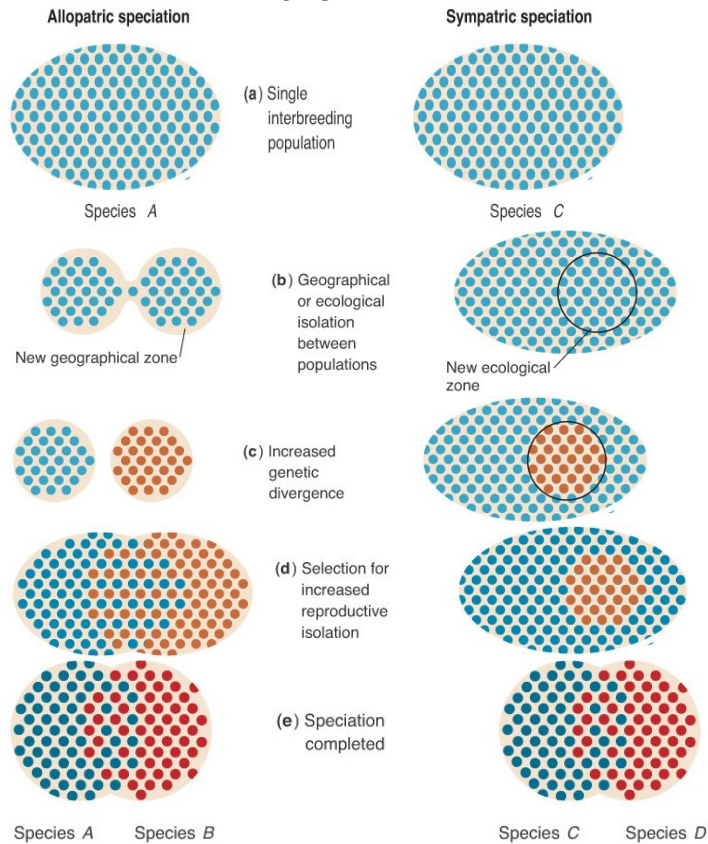 Allopatric speciation
Sympatric speciation
(a) Single
interbreeding
population
Species A
Species C
(b) Geographical
or ecological
isolation
between
populations
New geographical zone
New ecological
zone
(c) Increased
genetic
divergence
(d) Selection for
increased
reproductive
isolation
(e) Speciation
completed
Species A
Species B
Species C
Species D